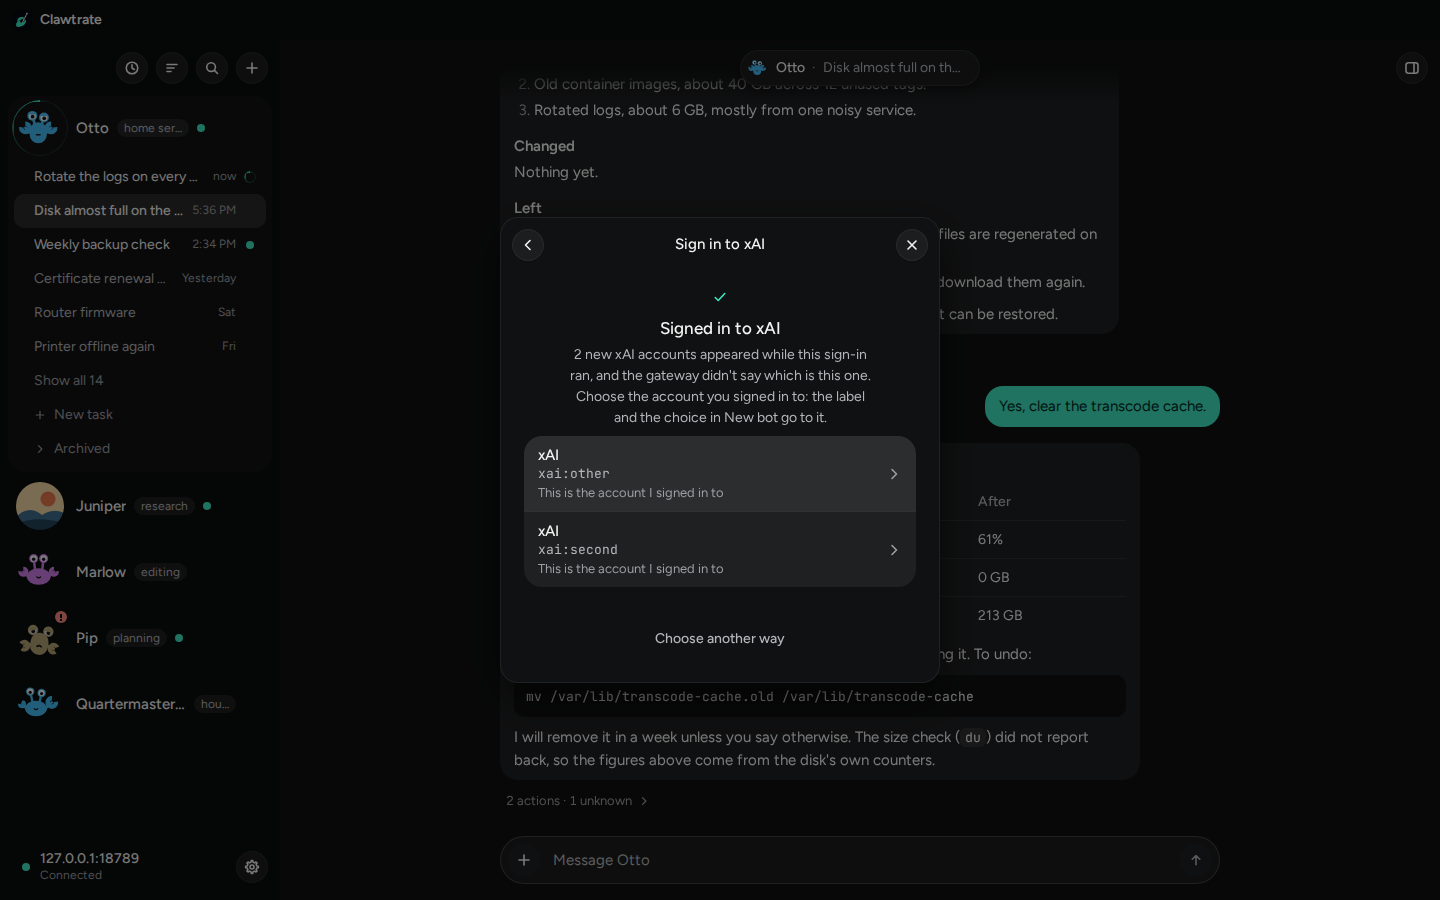 Clawtrate
Otto · Disk almost full on th...
Otto home ser...
Rotate the logs on every ... now
Disk almost full on the ... 5:36 PM
Weekly backup check 2:34 PM
Certificate renewal ... Yesterday
Router firmware Sat
Printer offline again Fri
Show all 14
+ New task
Archived
Juniper research
Marlow editing
!
Pip planning
Quartermaster... hou...
127.0.0.1:18789
Connected
2. Old container images, about 40 GB across 12 unused tags.
3. Rotated logs, about 6 GB, mostly from one noisy service.
Changed
Nothing yet.
Left
files are regenerated on
download them again.
t can be restored.
Yes, clear the transcode cache.
Sign in to xAI
Signed in to xAI
2 new xAI accounts appeared while this sign-in
ran, and the gateway didn't say which is this one.
Choose the account you signed in to: the label
and the choice in New bot go to it.
xAI
xai:other
This is the account I signed in to
xAI
xai:second
This is the account I signed in to
Choose another way
After
61%
0 GB
213 GB
ng it. To undo:
mv /var/lib/transcode-cache.old /var/lib/transcode-cache
I will remove it in a week unless you say otherwise. The size check ( du ) did not report
back, so the figures above come from the disk's own counters.
2 actions · 1 unknown
Message Otto